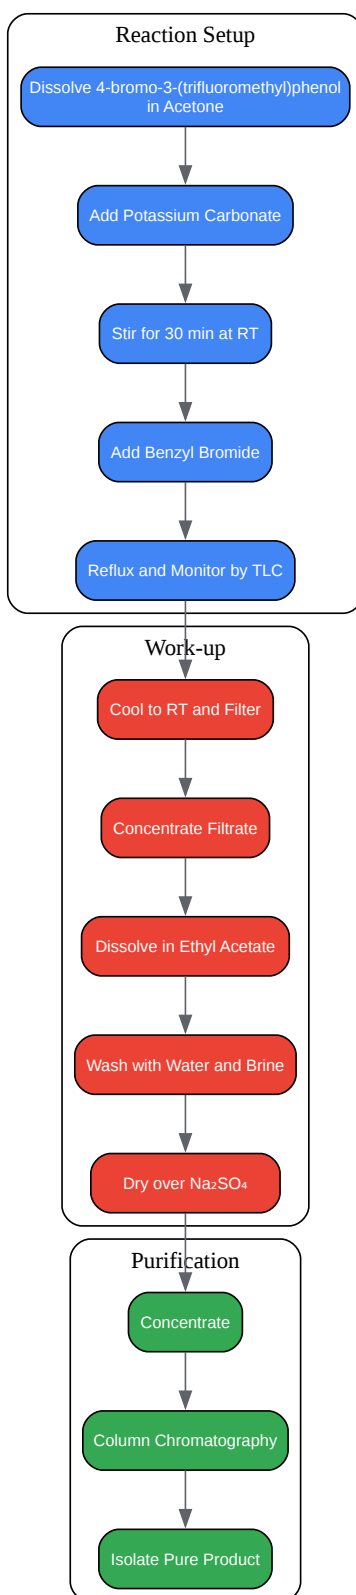 Reaction Setup
Dissolve 4-bromo-3-(trifluoromethyl)phenol
in Acetone
Add Potassium Carbonate
Stir for 30 min at RT
Add Benzyl Bromide
Reflux and Monitor by TLC
Work-up
Cool to RT and Filter
Concentrate Filtrate
Dissolve in Ethyl Acetate
Wash with Water and Brine
Dry over Na₂SO₄
Purification
Concentrate
Column Chromatography
Isolate Pure Product